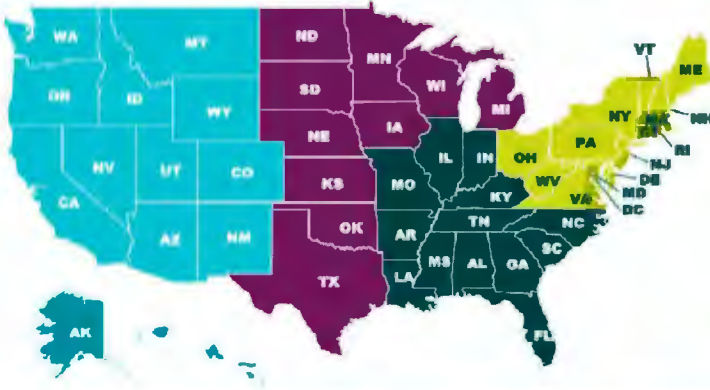 WA
MT
ND
MN
VT
ME
OR
ID
SD
WI
MI
NY
MA
NH
WY
CT
RI
NE
IA
PA
NJ
NV
UT
CO
IL
IN
OH
WV
DE
MD
DC
CA
KS
MO
KY
VA
AZ
NM
OK
AR
TN
NC
SC
TX
LA
MS
AL
GA
AK
FL